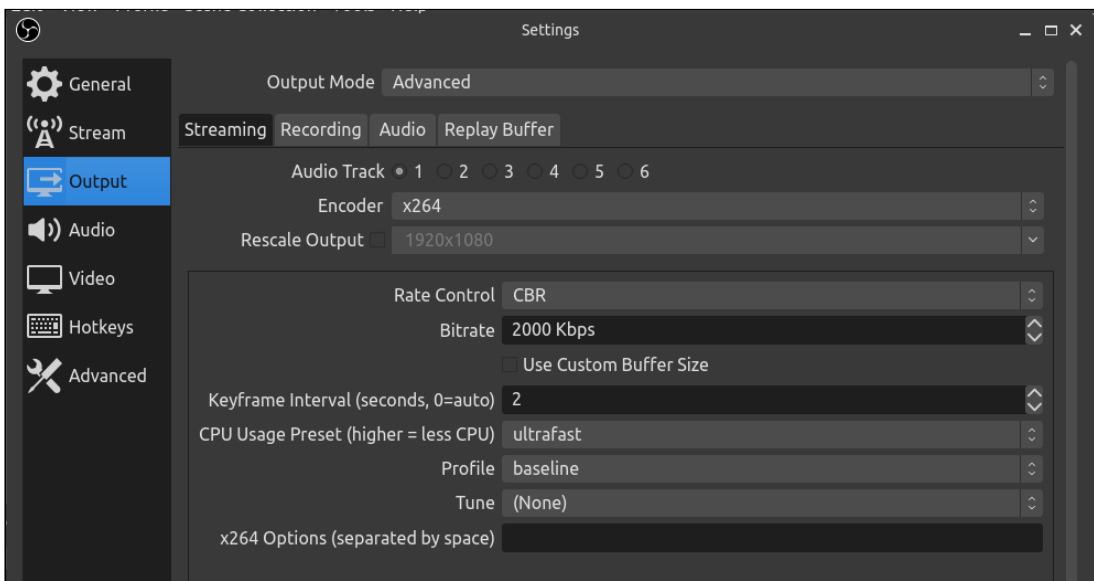 Settings
General
Stream
Output
Audio
Video
Hotkeys
Advanced
Output Mode Advanced
Streaming Recording Audio Replay Buffer
Audio Track 1 2 3 4 5 6
Encoder x264
Rescale Output 1920x1080
Rate Control CBR
Bitrate 2000 Kbps
Use Custom Buffer Size
Keyframe Interval (seconds, 0=auto) 2
CPU Usage Preset (higher = less CPU) ultrafast
Profile baseline
Tune (None)
x264 Options (separated by space)